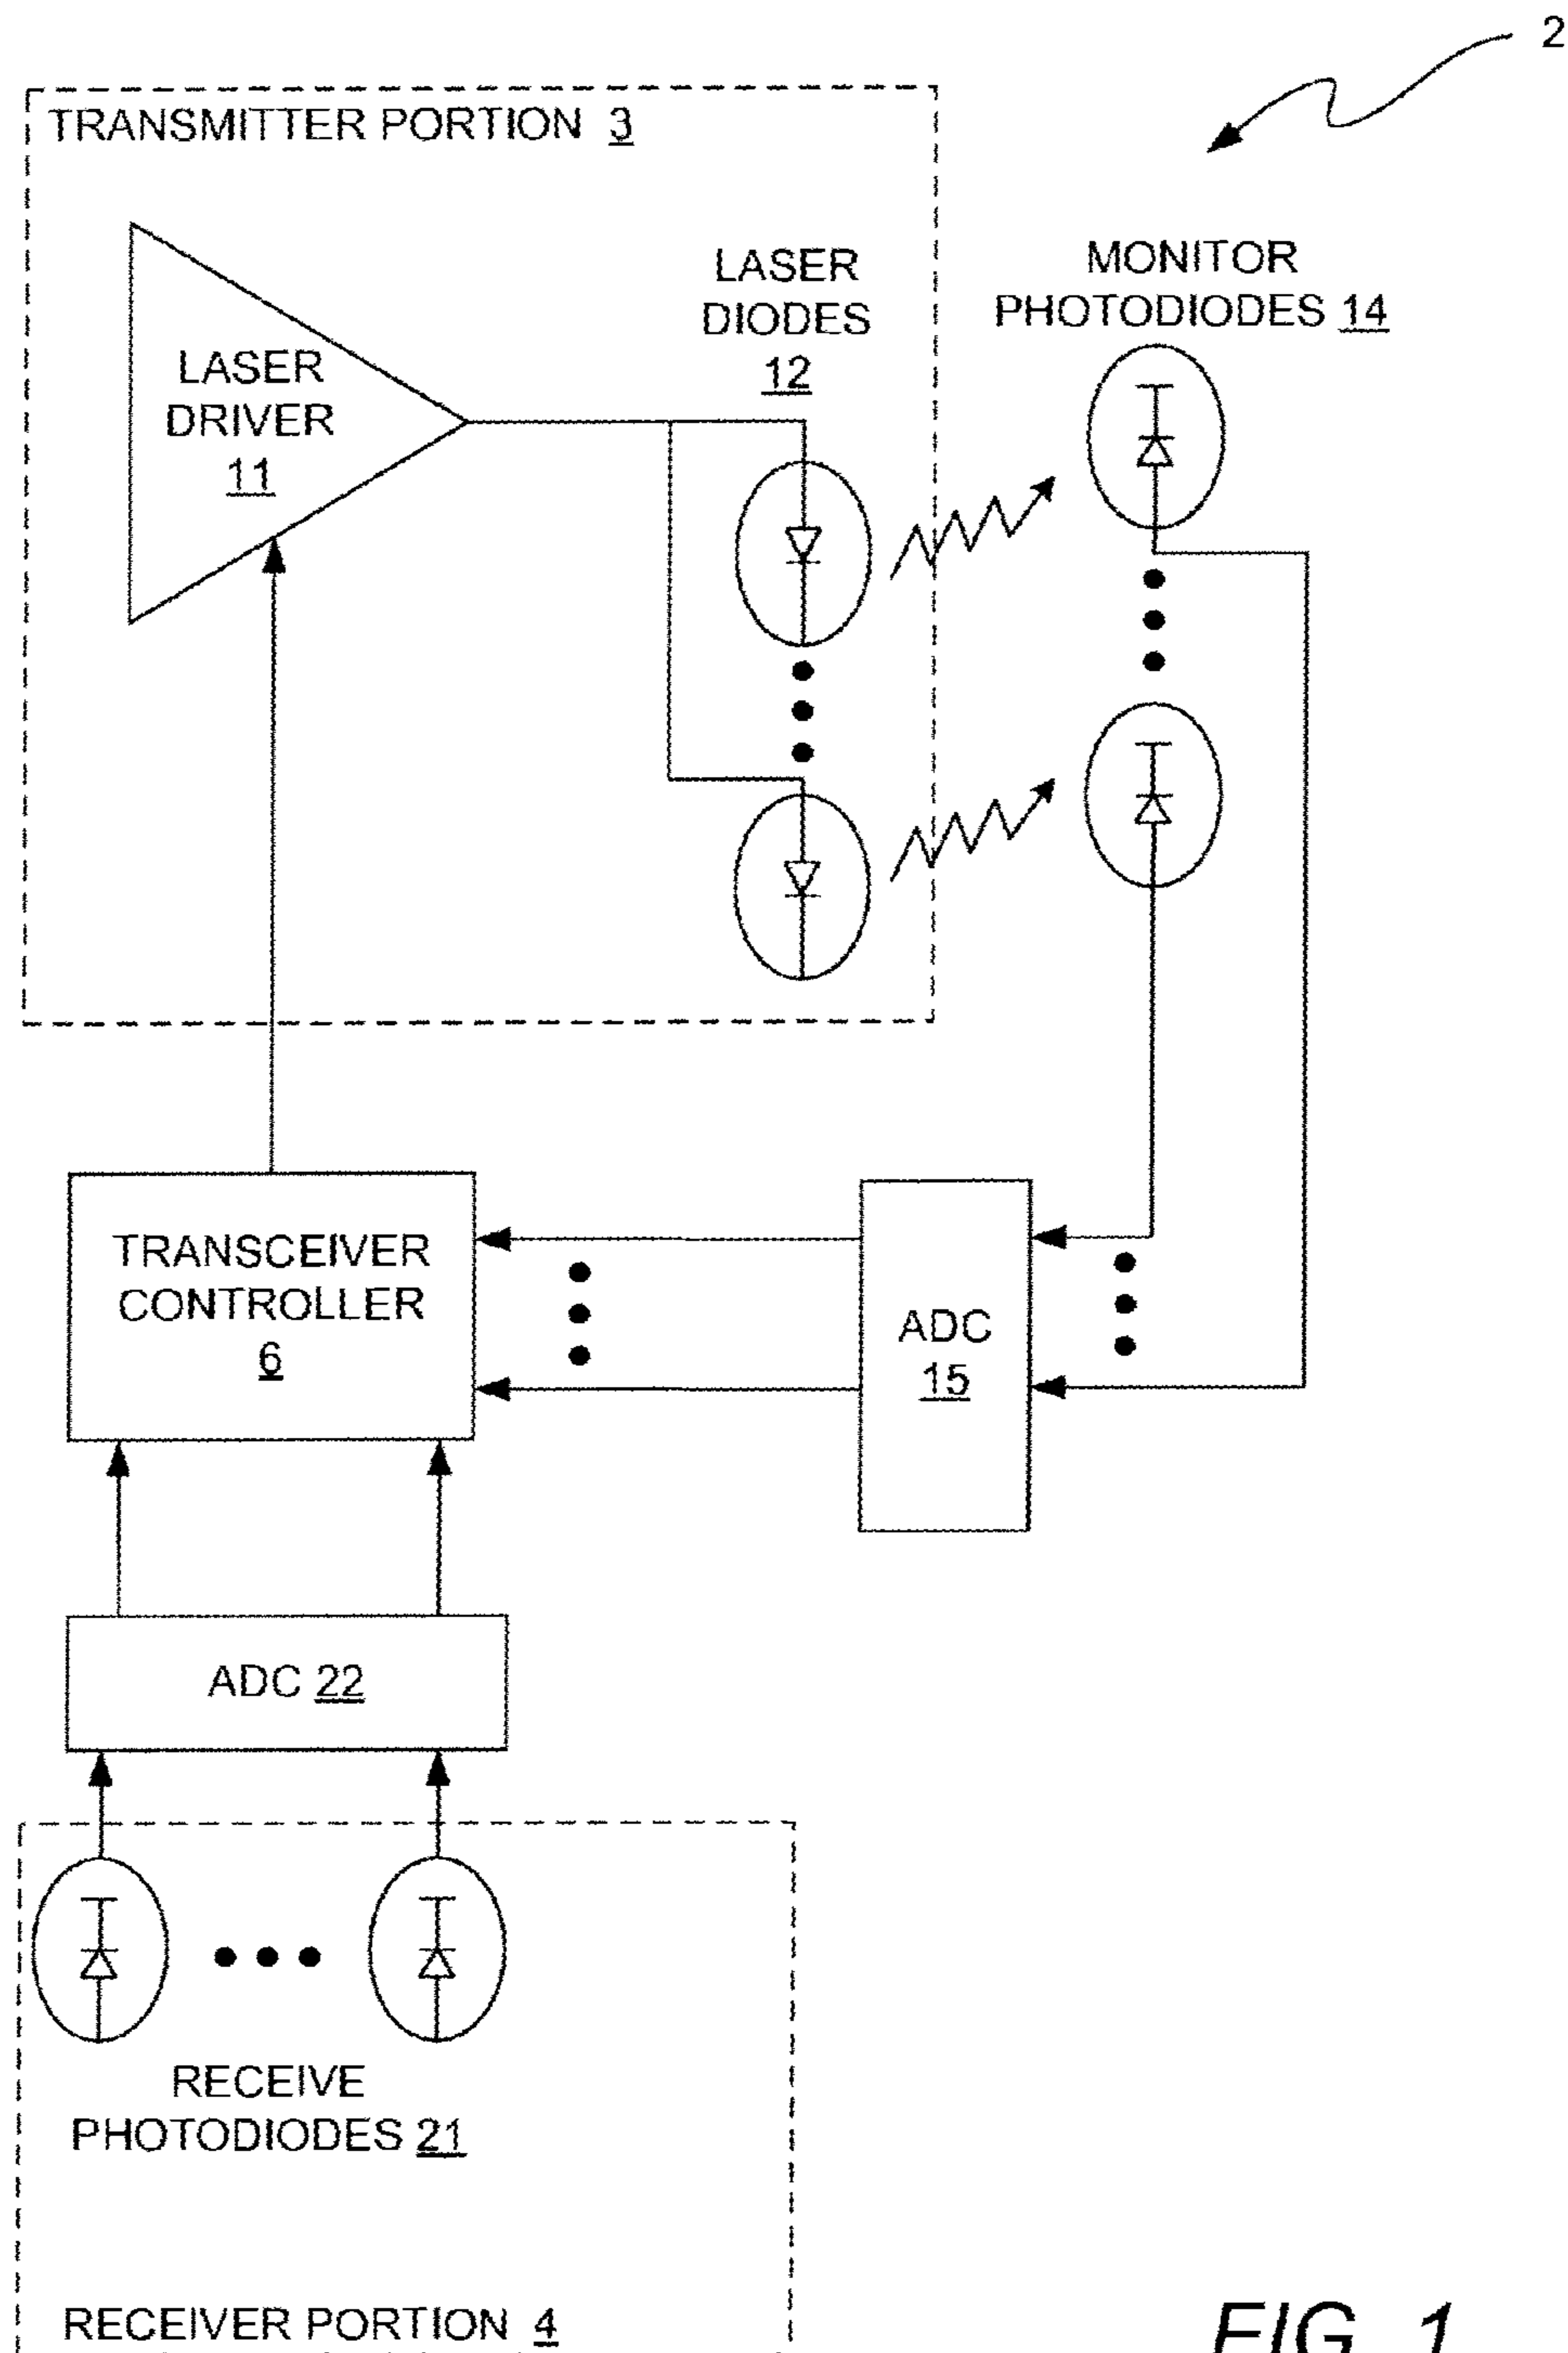 2
TRANSMITTER PORTION 3
LASER
DRIVER
11
LASER
DIODES
12
MONITOR
PHOTODIODES 14
TRANSCEIVER
CONTROLLER
6
ADC
15
ADC 22
RECEIVE
PHOTODIODES 21
RECEIVER PORTION 4
FIG. 1